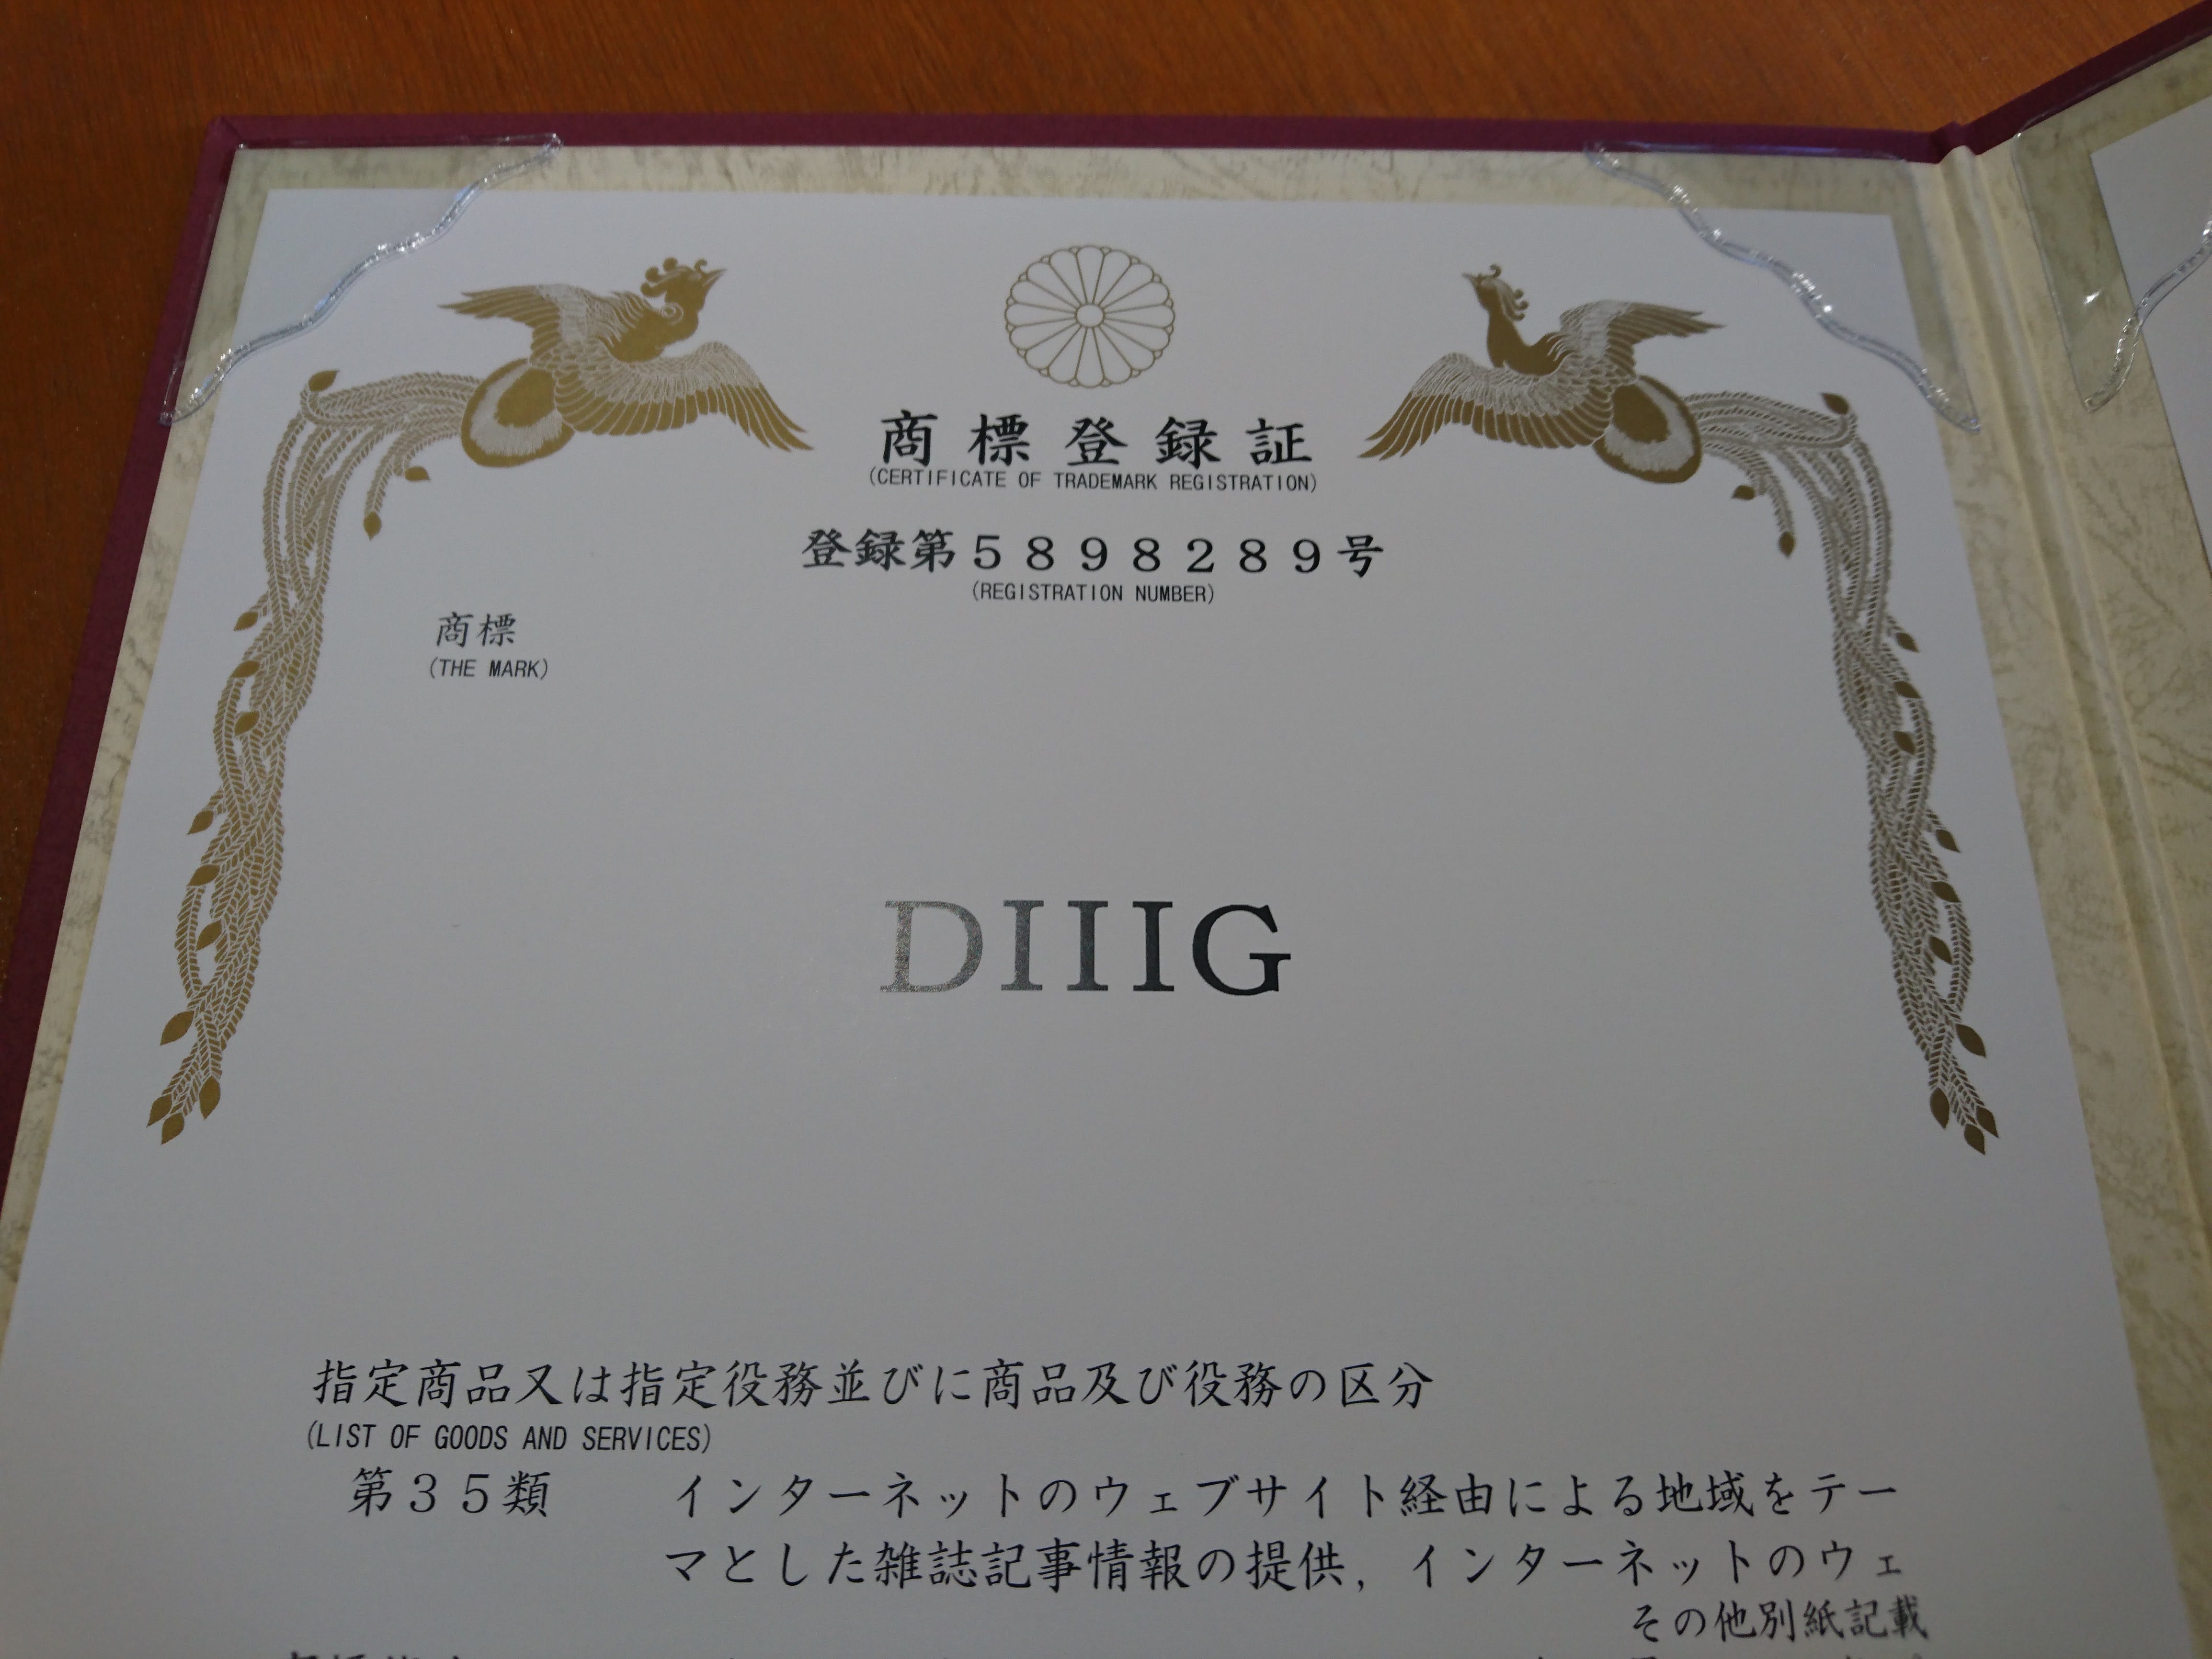 商標登録証
(CERTIFICATE OF TRADEMARK REGISTRATION)
登録第5898289号
(REGISTRATION NUMBER)
商標
(THE MARK)
DIIIG
指定商品又は指定役務並びに商品及び役務の区分
(LIST OF GOODS AND SERVICES)
第35類 インターネットのウェブサイト経由による地域をテー
マとした雑誌記事情報の提供，インターネットのウェ
その他別紙記載